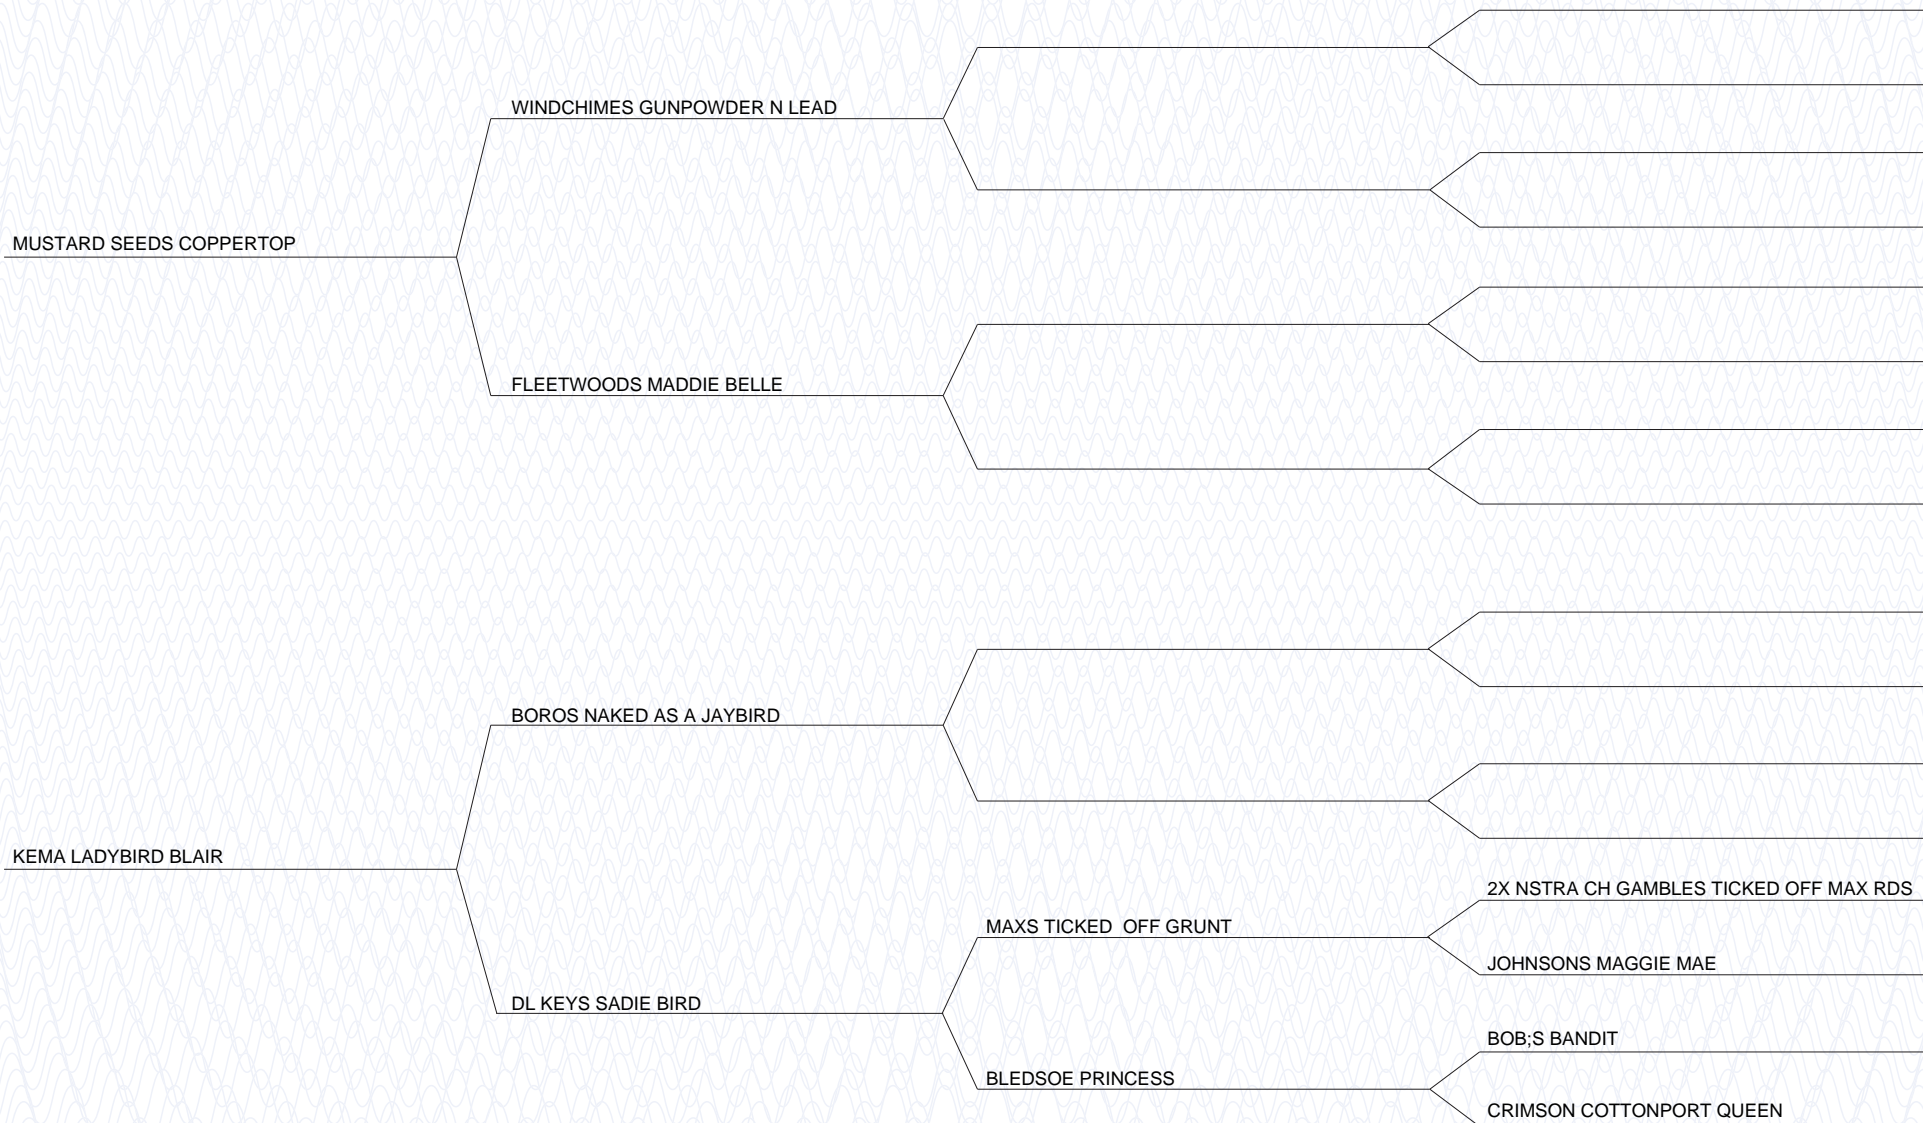 WINDCHIMES GUNPOWDER N LEAD
MUSTARD SEEDS COPPERTOP
FLEETWOODS MADDIE BELLE
BOROS NAKED AS A JAYBIRD
KEMA LADYBIRD BLAIR
2X NSTRA CH GAMBLES TICKED OFF MAX RDS
MAXS TICKED  OFF GRUNT
JOHNSONS MAGGIE MAE
DL KEYS SADIE BIRD
BOB;S BANDIT
BLEDSOE PRINCESS
CRIMSON COTTONPORT QUEEN